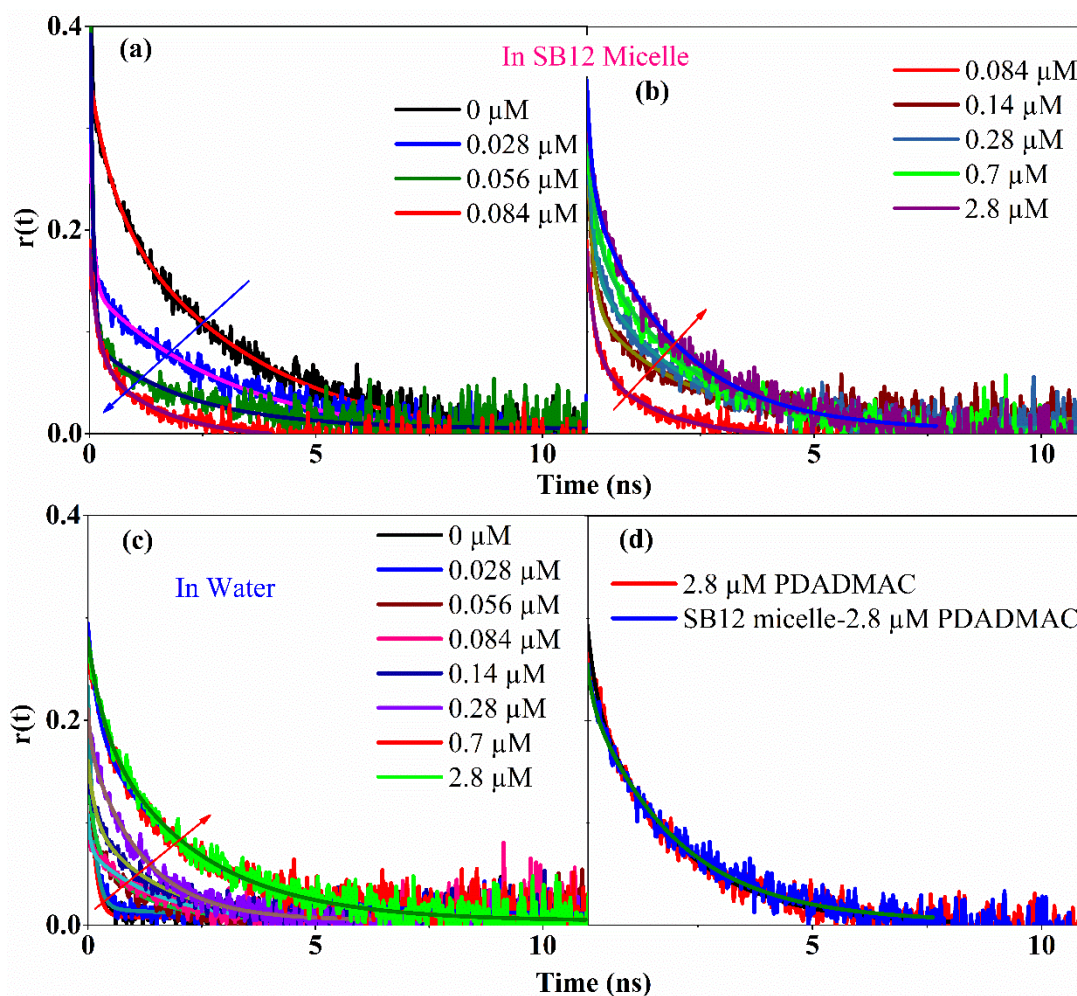 0.4
(a)
In SB12 Micelle
0 µM
0.028 µM
0.056 µM
0.084 µM
(b)
0.084 µM
0.14 µM
0.28 µM
0.7 µM
2.8 µM
r(t)
0.2
0.0
0
5
10
5
10
Time (ns)
Time (ns)
0.4
(c)
In Water
0 µM
0.028 µM
0.056 µM
0.084 µM
0.14 µM
0.28 µM
0.7 µM
2.8 µM
(d)
2.8 µM PDADMAC
SB12 micelle-2.8 µM PDADMAC
r(t)
0.2
0.0
0
5
10
5
10
Time (ns)
Time (ns)